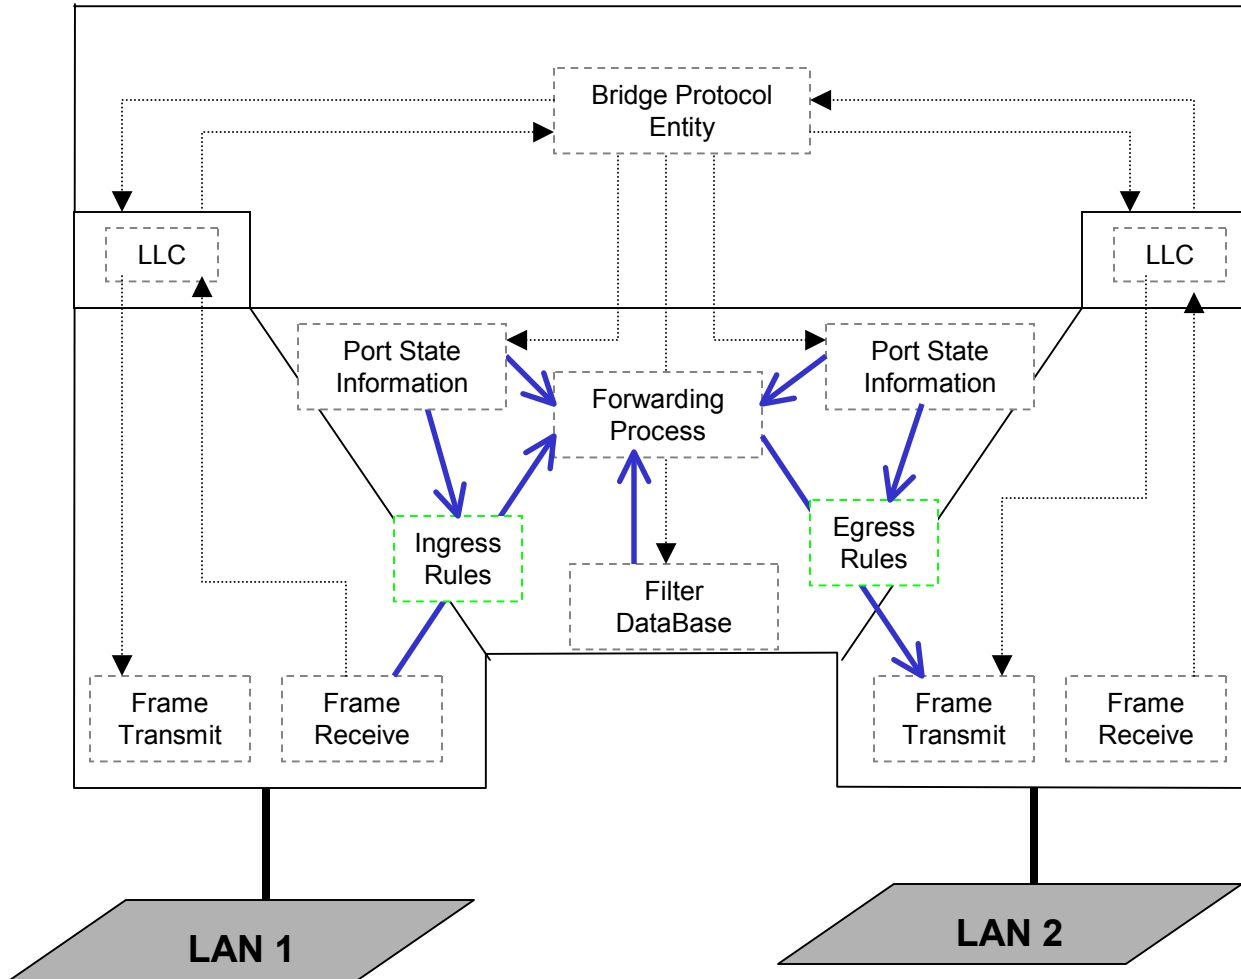 Bridge Protocol
Entity
LLC
LLC
Port State
Information
Port State
Information
Forwarding
Process
Ingress
Rules
Egress
Rules
Filter
DataBase
Frame
Transmit
Frame
Receive
Frame
Transmit
Frame
Receive
LAN 1
LAN 2